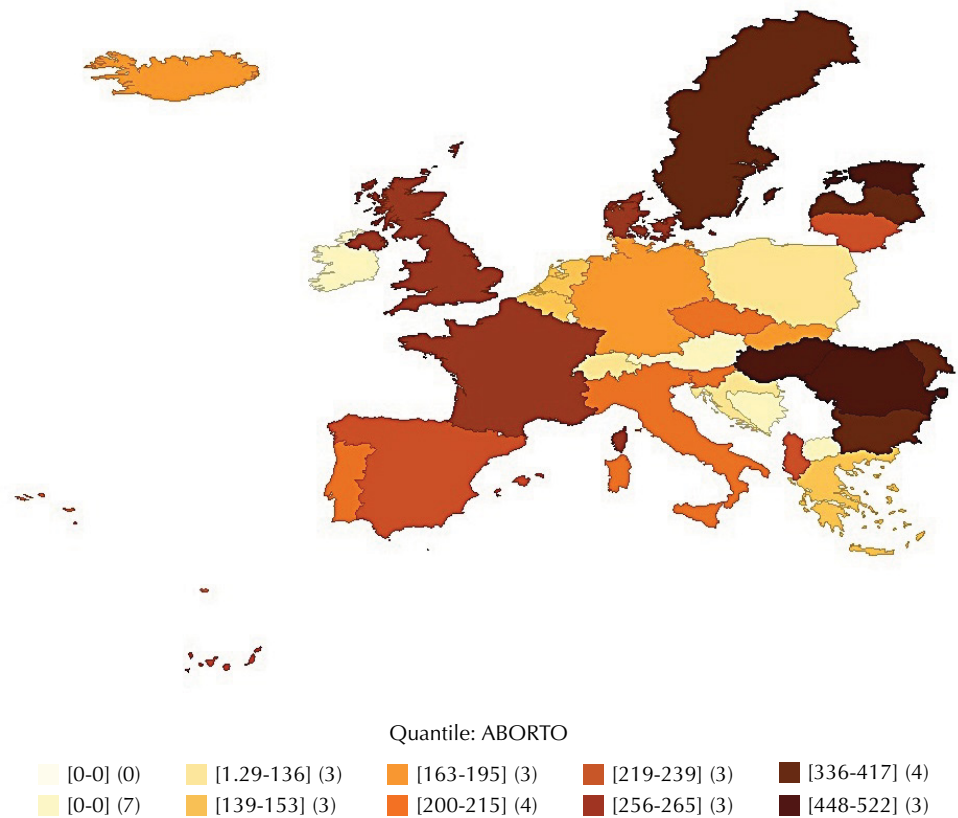 Quantile: ABORTO
[0-0] (0) [1.29-136] (3) [163-195] (3) [219-239] (3) [336-417] (4)
[0-0] (7) [139-153] (3) [200-215] (4) [256-265] (3) [448-522] (3)